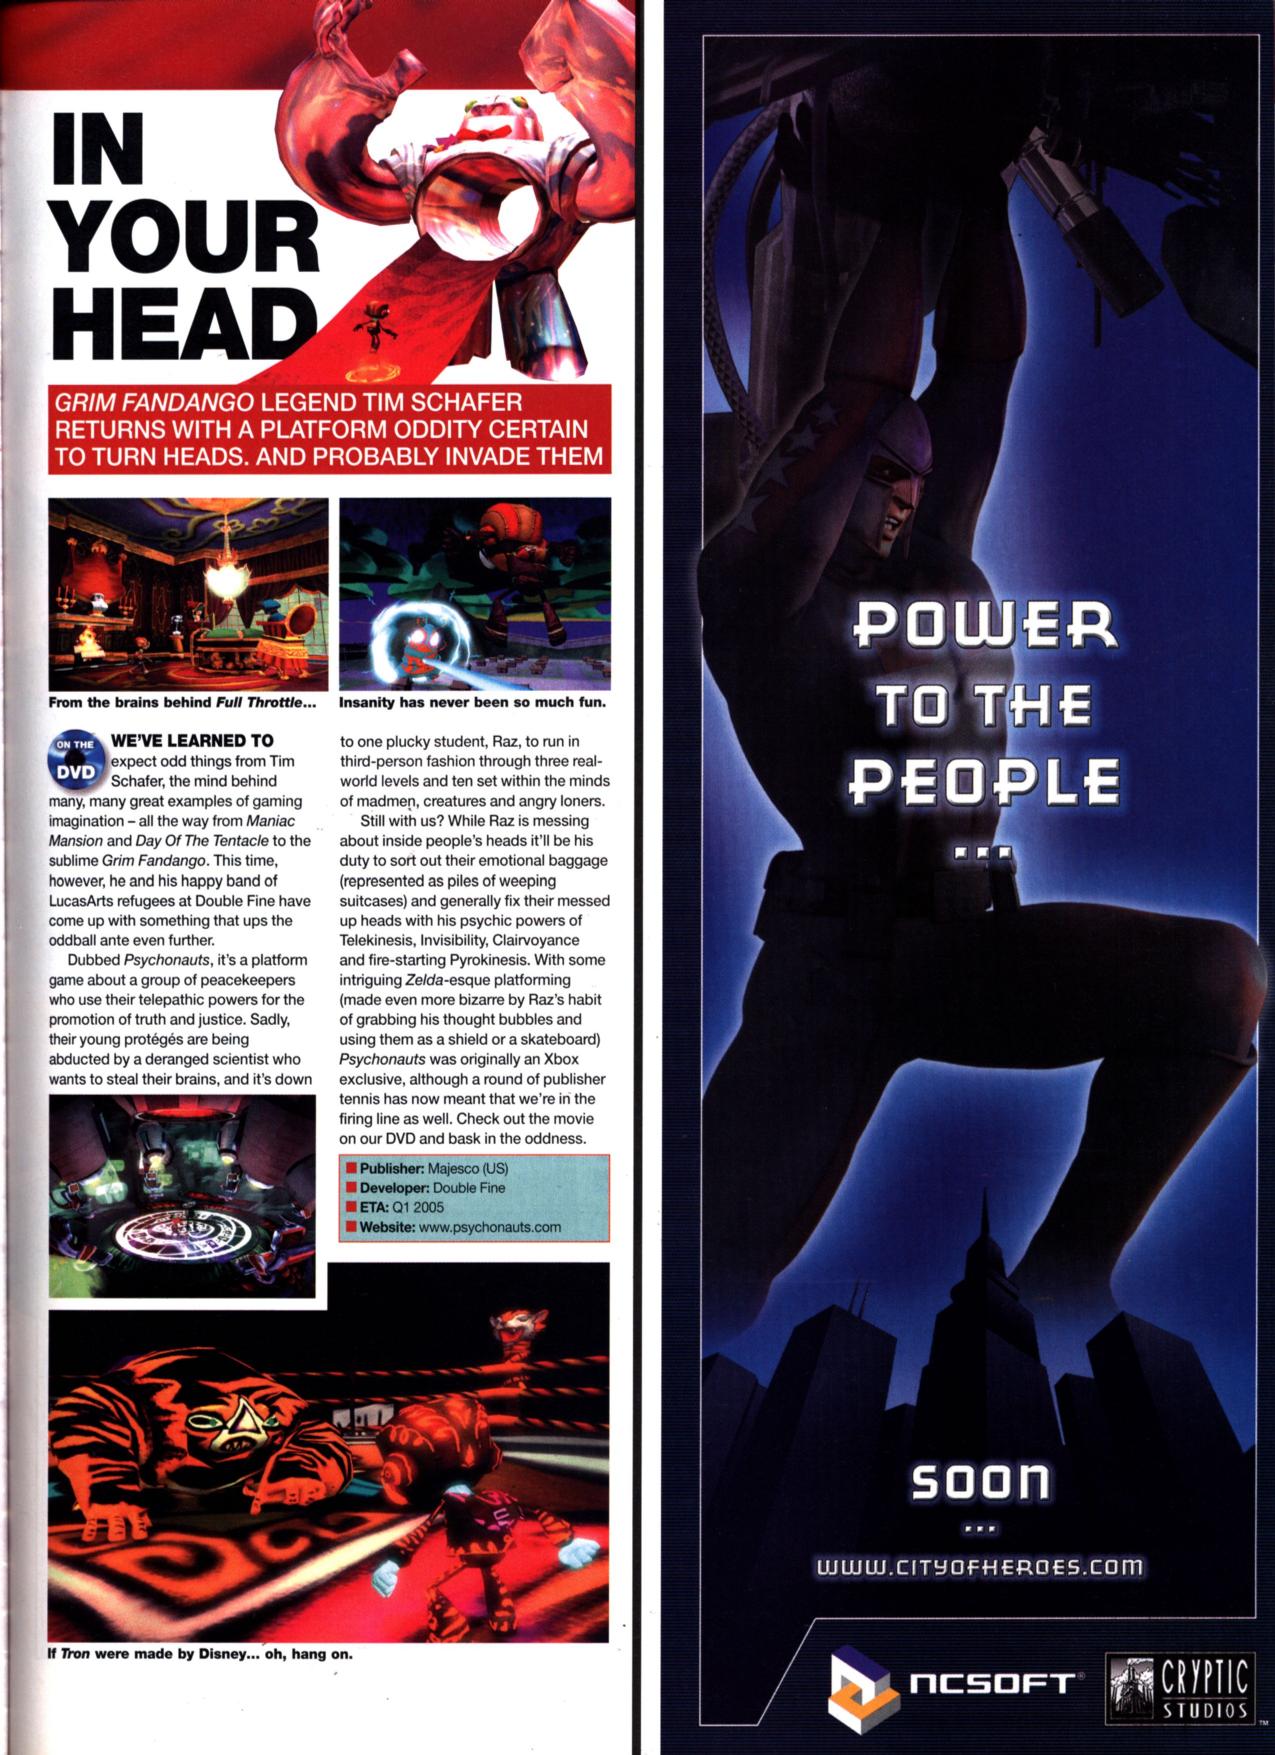 IN
YOUR
HEAD
GRIM FANDANGO LEGEND TIM SCHAFER
RETURNS WITH A PLATFORM ODDITY CERTAIN
TO TURN HEADS. AND PROBABLY INVADE THEM
From the brains behind Full Throttle...
Insanity has never been so much fun.
ON THE
DVD
WE'VE LEARNED TO
expect odd things from Tim
Schafer, the mind behind
many, many great examples of gaming
imagination – all the way from Maniac
Mansion and Day Of The Tentacle to the
sublime Grim Fandango. This time,
however, he and his happy band of
LucasArts refugees at Double Fine have
come up with something that ups the
oddball ante even further.
Dubbed Psychonauts, it's a platform
game about a group of peacekeepers
who use their telepathic powers for the
promotion of truth and justice. Sadly,
their young protégés are being
abducted by a deranged scientist who
wants to steal their brains, and it's down
to one plucky student, Raz, to run in
third-person fashion through three real-
world levels and ten set within the minds
of madmen, creatures and angry loners.
Still with us? While Raz is messing
about inside people's heads it'll be his
duty to sort out their emotional baggage
(represented as piles of weeping
suitcases) and generally fix their messed
up heads with his psychic powers of
Telekinesis, Invisibility, Clairvoyance
and fire-starting Pyrokinesis. With some
intriguing Zelda-esque platforming
(made even more bizarre by Raz's habit
of grabbing his thought bubbles and
using them as a shield or a skateboard)
Psychonauts was originally an Xbox
exclusive, although a round of publisher
tennis has now meant that we're in the
firing line as well. Check out the movie
on our DVD and bask in the oddness.
Publisher: Majesco (US)
Developer: Double Fine
ETA: Q1 2005
Website: www.psychonauts.com
If Tron were made by Disney... oh, hang on.
POWER
TO THE
PEOPLE
...
SOON
...
WWW.CITYOFHEROES.COM
NCSOFT®
CRYPTIC
STUDIOS
TM